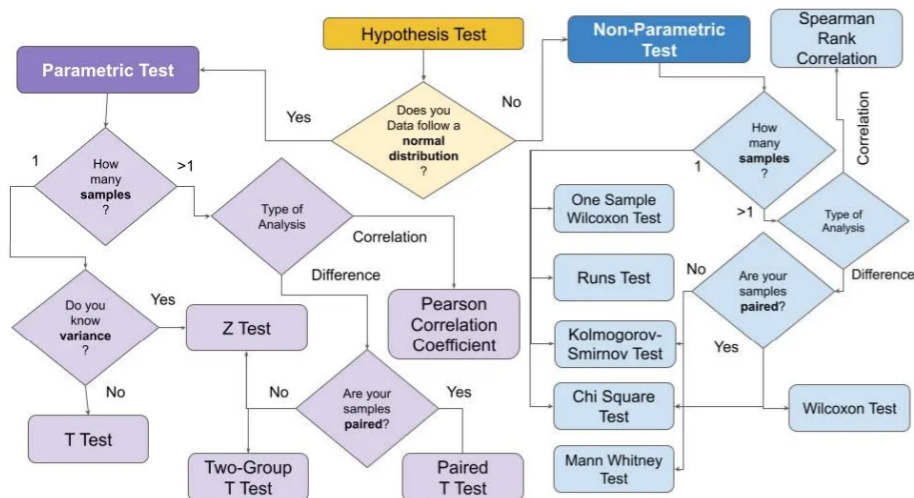 Hypothesis Test
Non-Parametric
Test
Spearman
Rank
Correlation
Parametric Test
Yes
Does you
Data follow a
normal
distribution
?
No
How
many
samples
?
1
>1
How
many
samples
?
1
>1
Correlation
Type of
Analysis
Correlation
Difference
One Sample
Wilcoxon Test
Type of
Analysis
Difference
Do you
know
variance
?
Yes
No
Z Test
Pearson
Correlation
Coefficient
Runs Test
No
Are your
samples
paired?
Yes
Kolmogorov-
Smirnov Test
No
Are your
samples
paired?
Yes
Chi Square
Test
Wilcoxon Test
T Test
Two-Group
T Test
Paired
T Test
Mann Whitney
Test